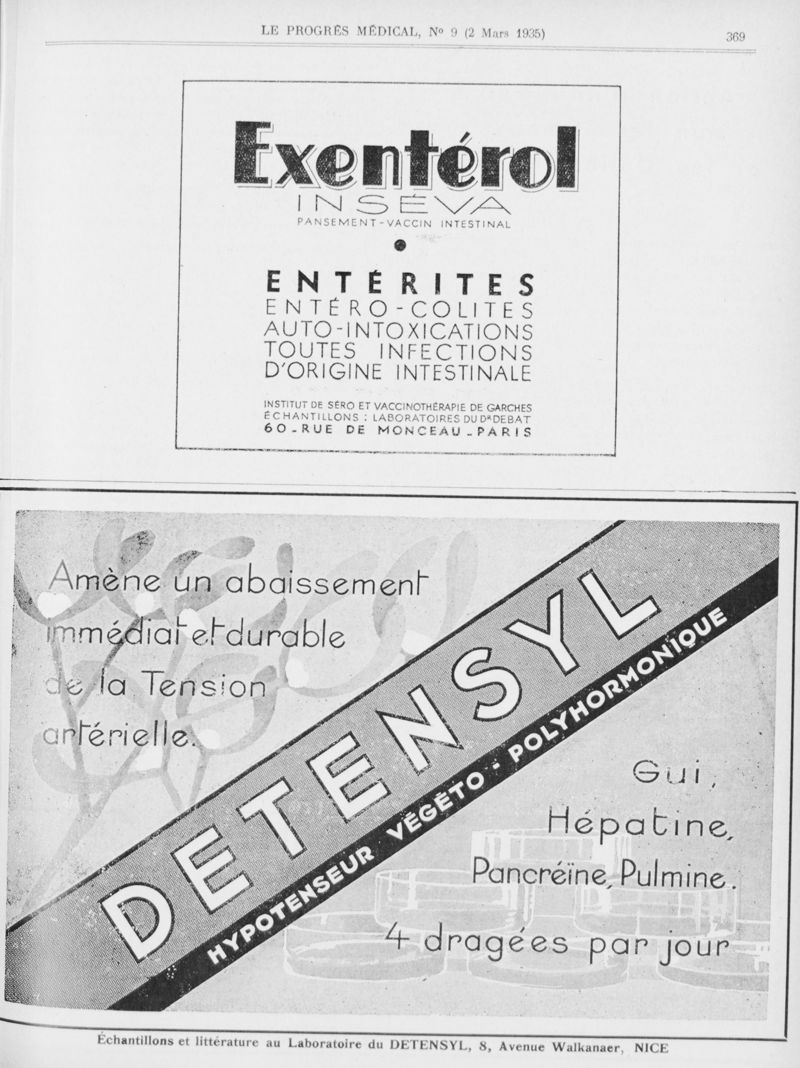 LE PROGRÈS MÉDICAL, Nº 9 (2 Mars 1935)
369
Exentérol
INSÉVA
PANSEMENT-VACCIN INTESTINAL
ENTÉRITES
ENTÉRO-COLITES
AUTO-INTOXICATIONS
TOUTES INFECTIONS
D'ORIGINE INTESTINALE
INSTITUT DE SÉRO ET VACCINOTHÉRAPIE DE GARCHES
ÉCHANTILLONS : LABORATOIRES DU DR DEBAT
60-RUE DE MONCEAU-PARIS
Amène un abaissement
immédiat et durable
de la Tension
artérielle.
DETENSYL
HYPOTENSEUR VÉGÉTO-POLYHORMONIQUE
Gui,
Hépatine,
Pancréïne, Pulmine.
4 dragées par jour
Échantillons et littérature au Laboratoire du DETENSYL, 8, Avenue Walkanaer, NICE